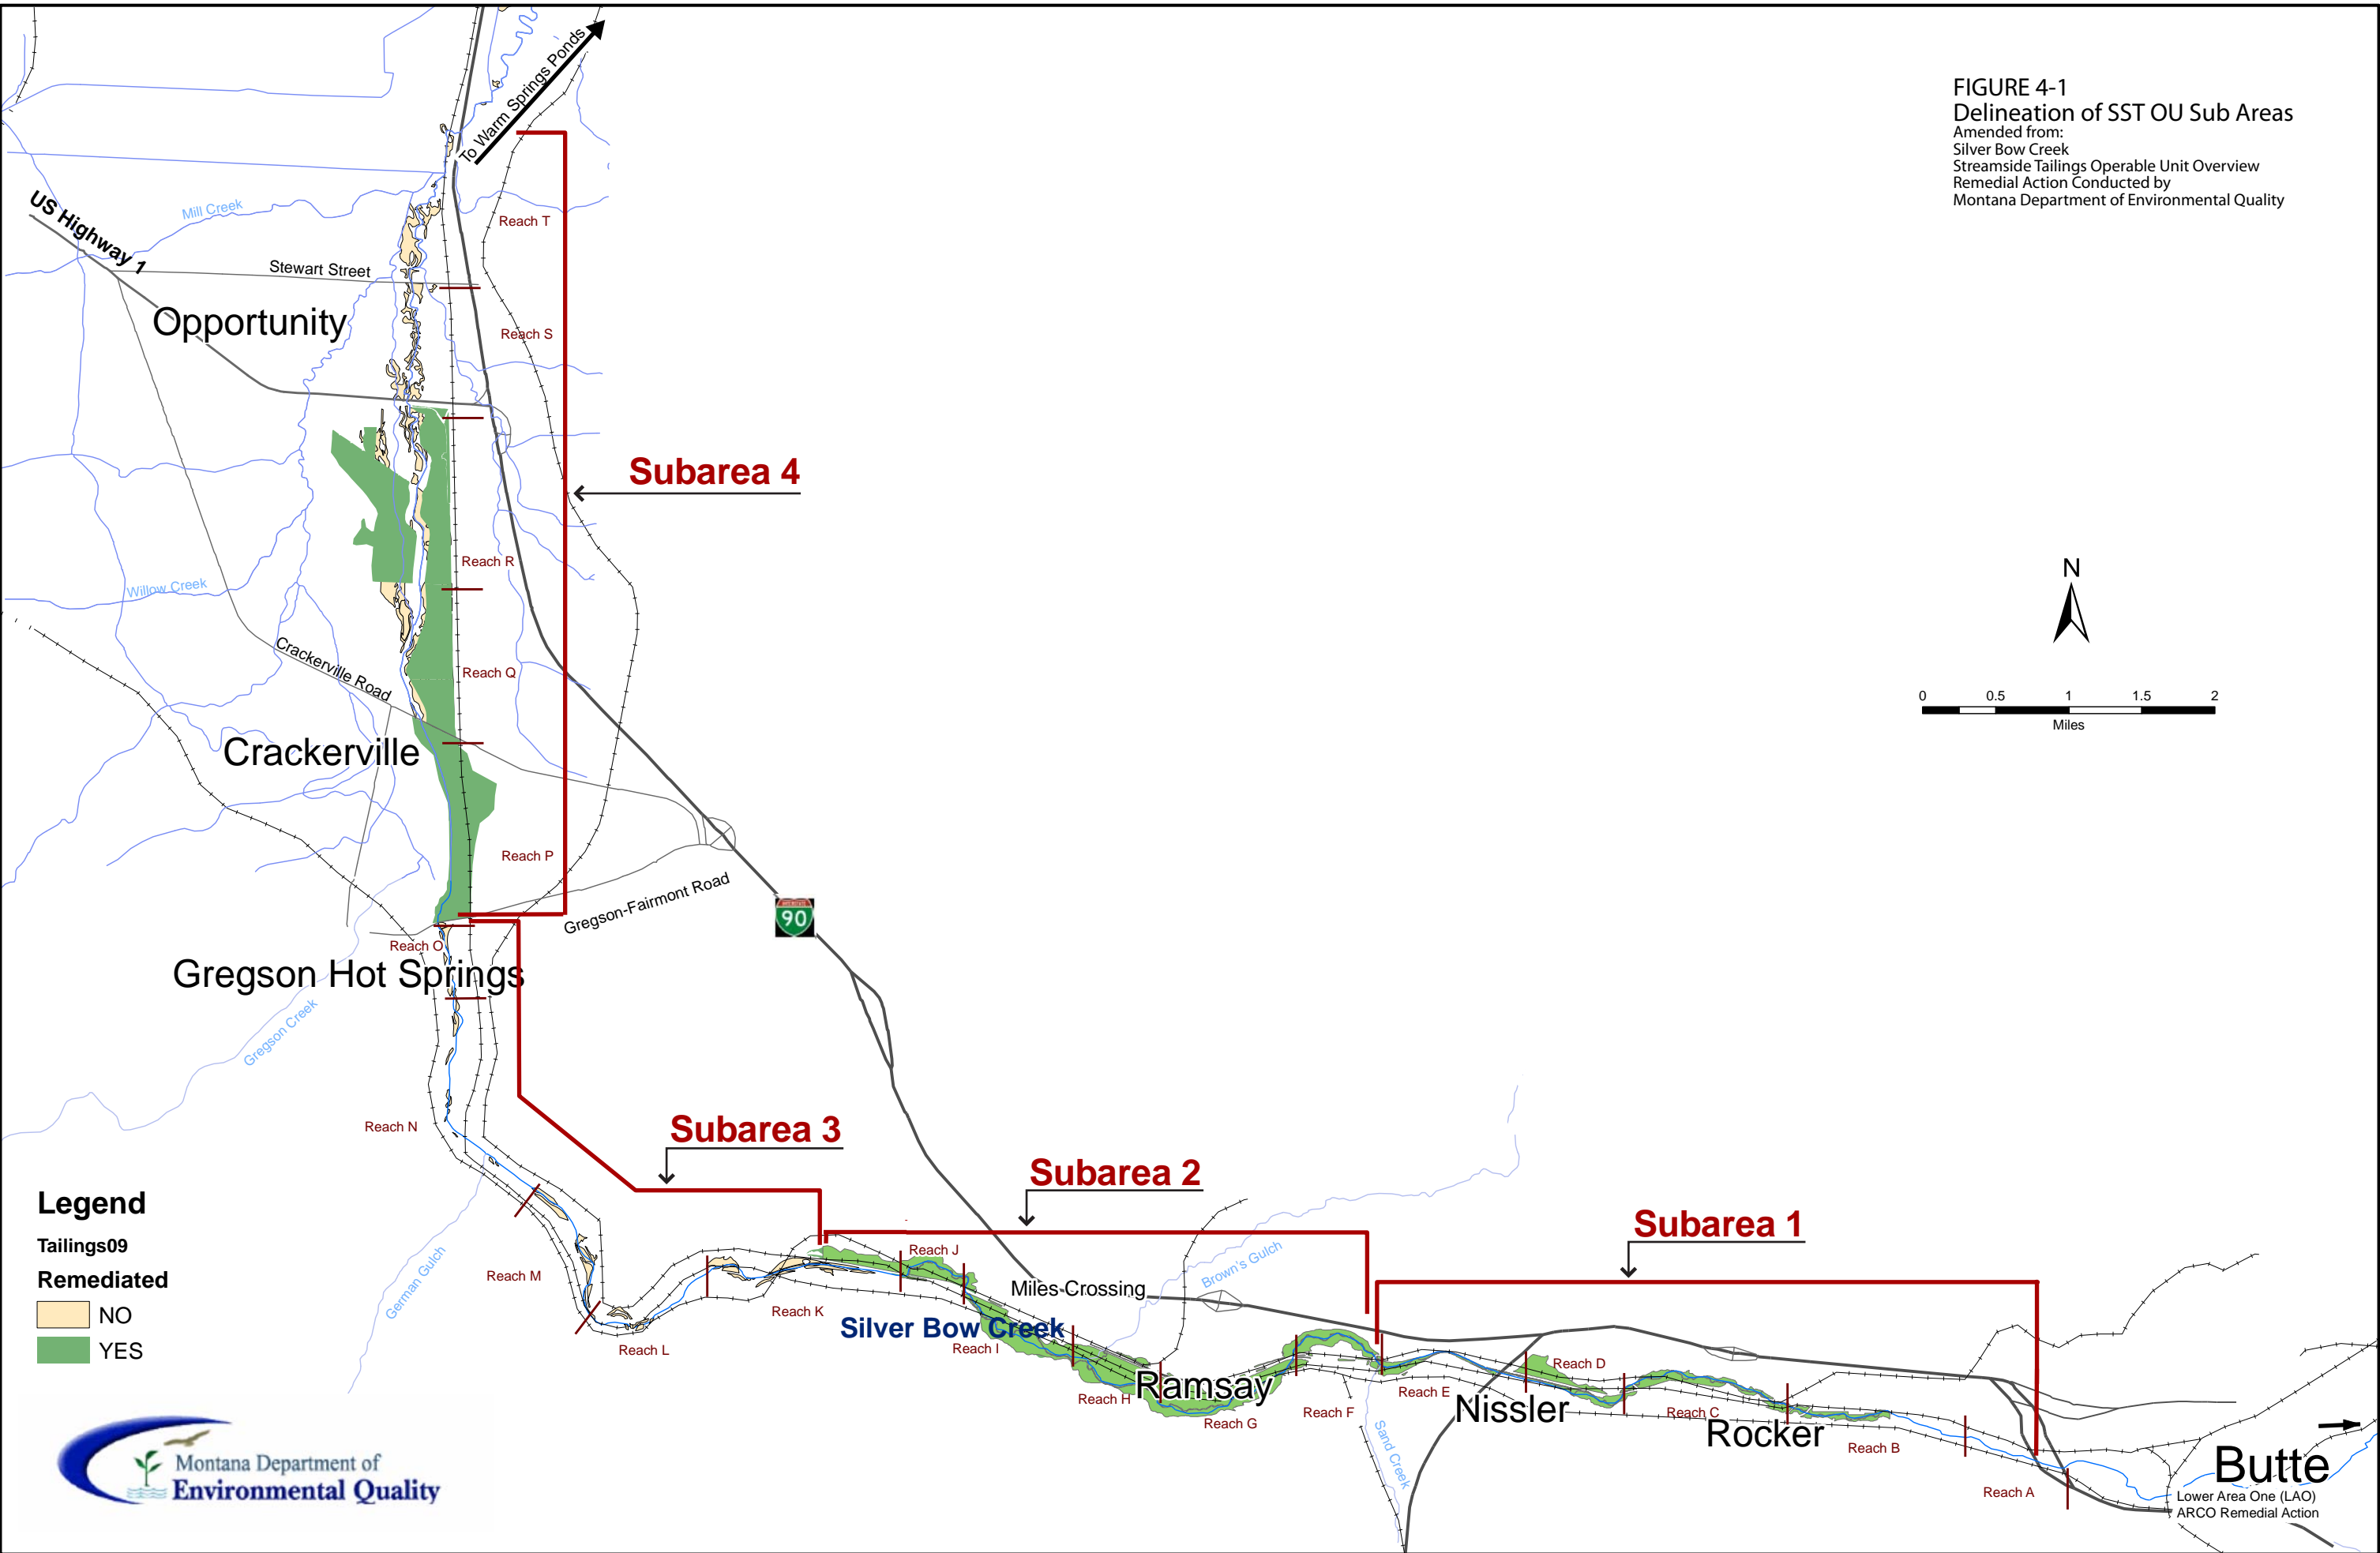 FIGURE 4-1
Delineation of SST OU Sub Areas
Amended from:
Silver Bow Creek
Streamside Tailings Operable Unit Overview
Remedial Action Conducted by
Montana Department of Environmental Quality
To Warm Springs Ponds
Reach T
US Highway 1
Mill Creek
Stewart Street
Opportunity
Reach S
Subarea 4
Reach R
Willow Creek
Crackerville Road
Reach Q
Crackerville
Reach P
Gregson-Fairmont Road
90
Reach O
Gregson Hot Springs
Gregson Creek
N
0 0.5 1 1.5 2
Miles
Reach N
Subarea 3
Subarea 2
Subarea 1
Reach M
German Gulch
Reach J
Brown's Gulch
Miles Crossing
Reach K
Silver Bow Creek
Reach L
Reach I
Reach D
Ramsay
Reach H
Reach E
Nissler
Reach G
Reach F
Reach C
Rocker
Reach B
Sand Creek
Butte
Reach A
Lower Area One (LAO)
ARCO Remedial Action
Legend
Tailings09
Remediated
NO
YES
Montana Department of
Environmental Quality